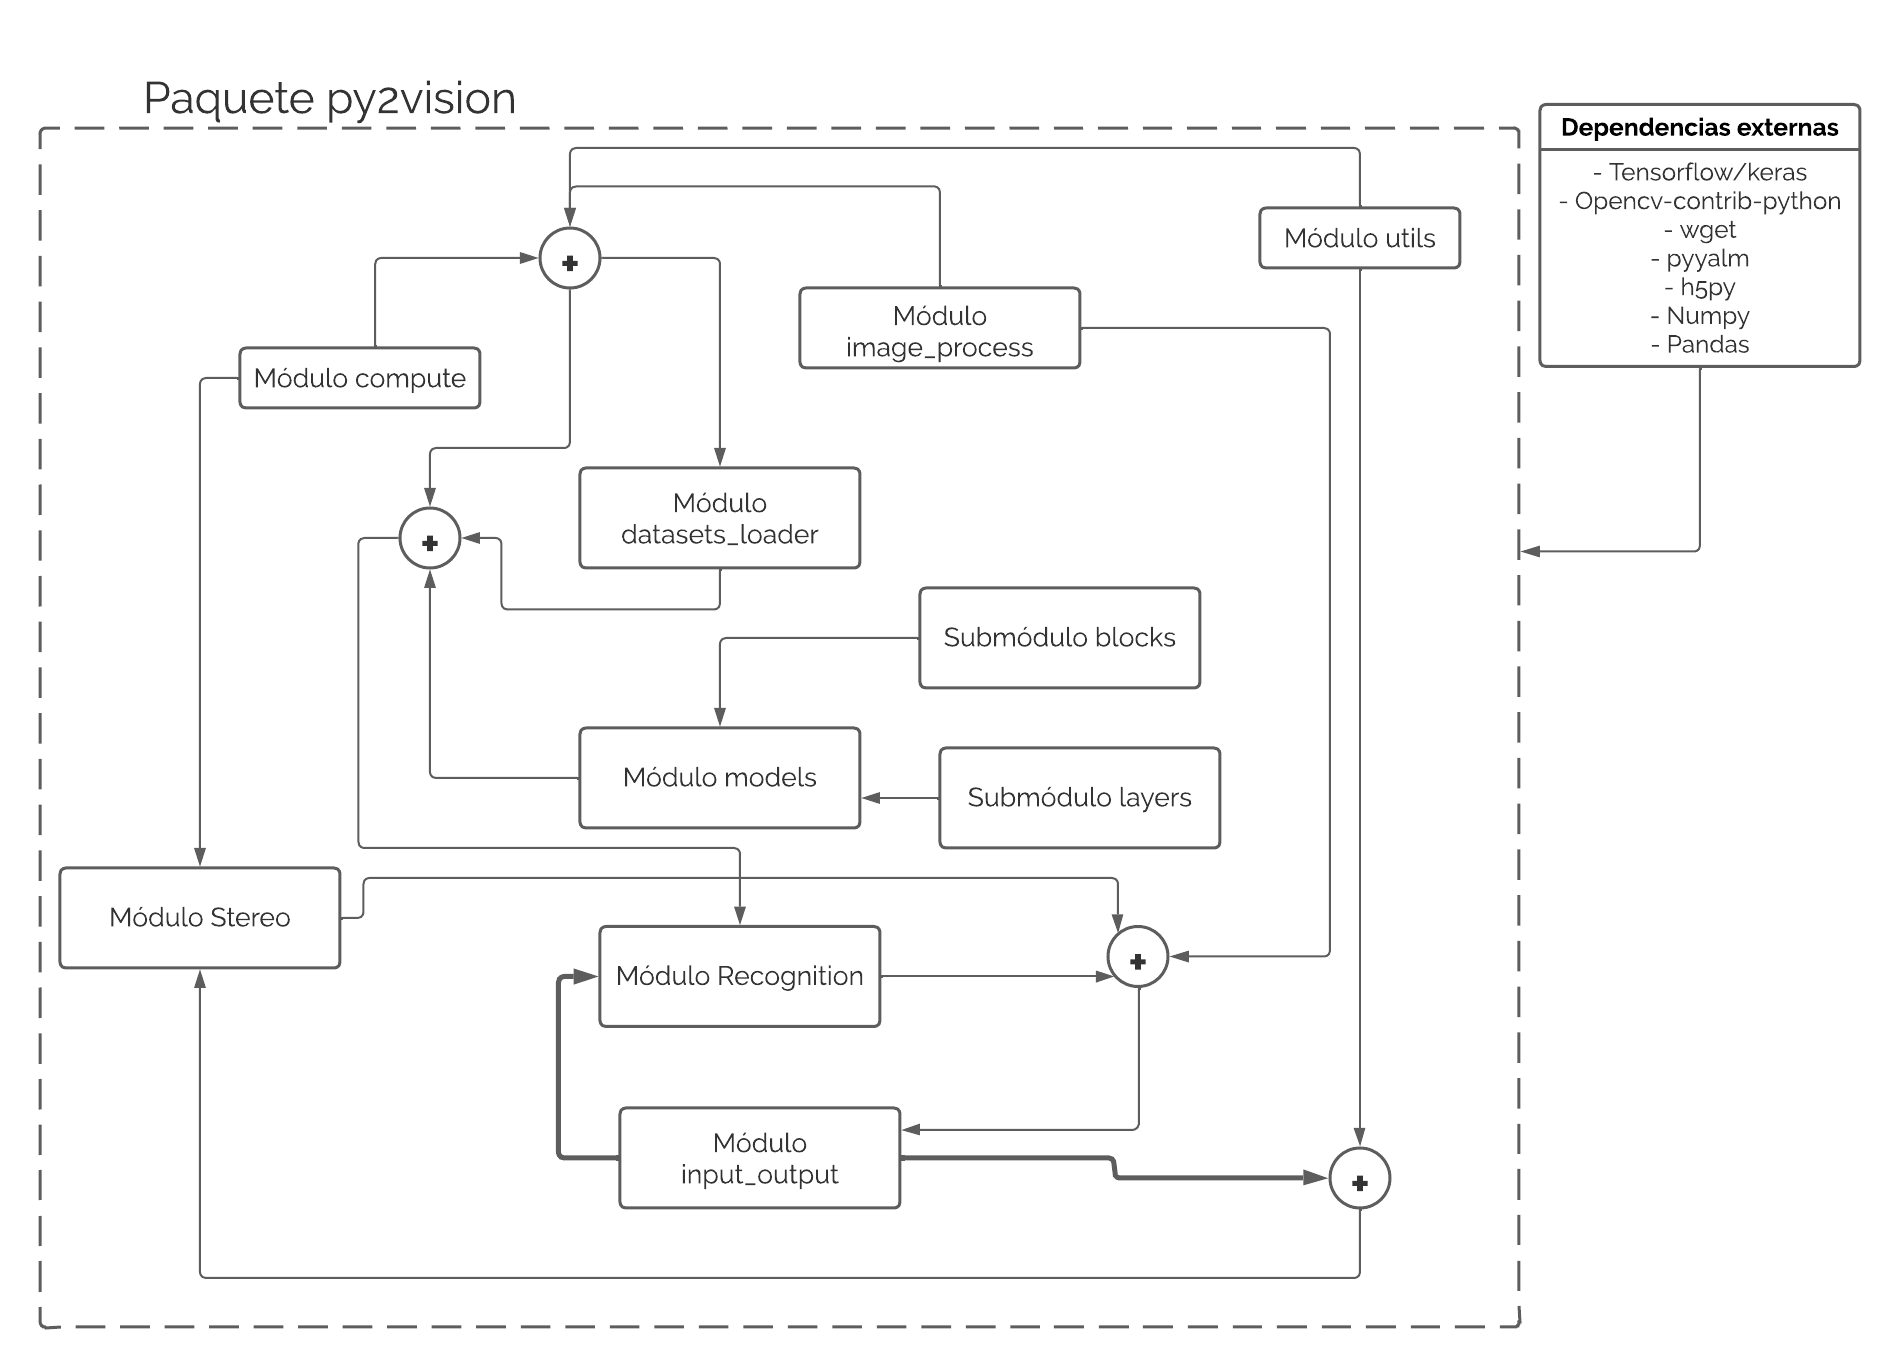 Paquete py2vision
Dependencias externas
- Tensorflow/keras
- Opencv-contrib-python
- wget
- pyyalm
- h5py
- Numpy
- Pandas
Módulo utils
+
Módulo
image_process
Módulo compute
Módulo
datasets_loader
+
Submódulo blocks
Módulo models
Submódulo layers
Módulo Stereo
Módulo Recognition
+
Módulo
input_output
+